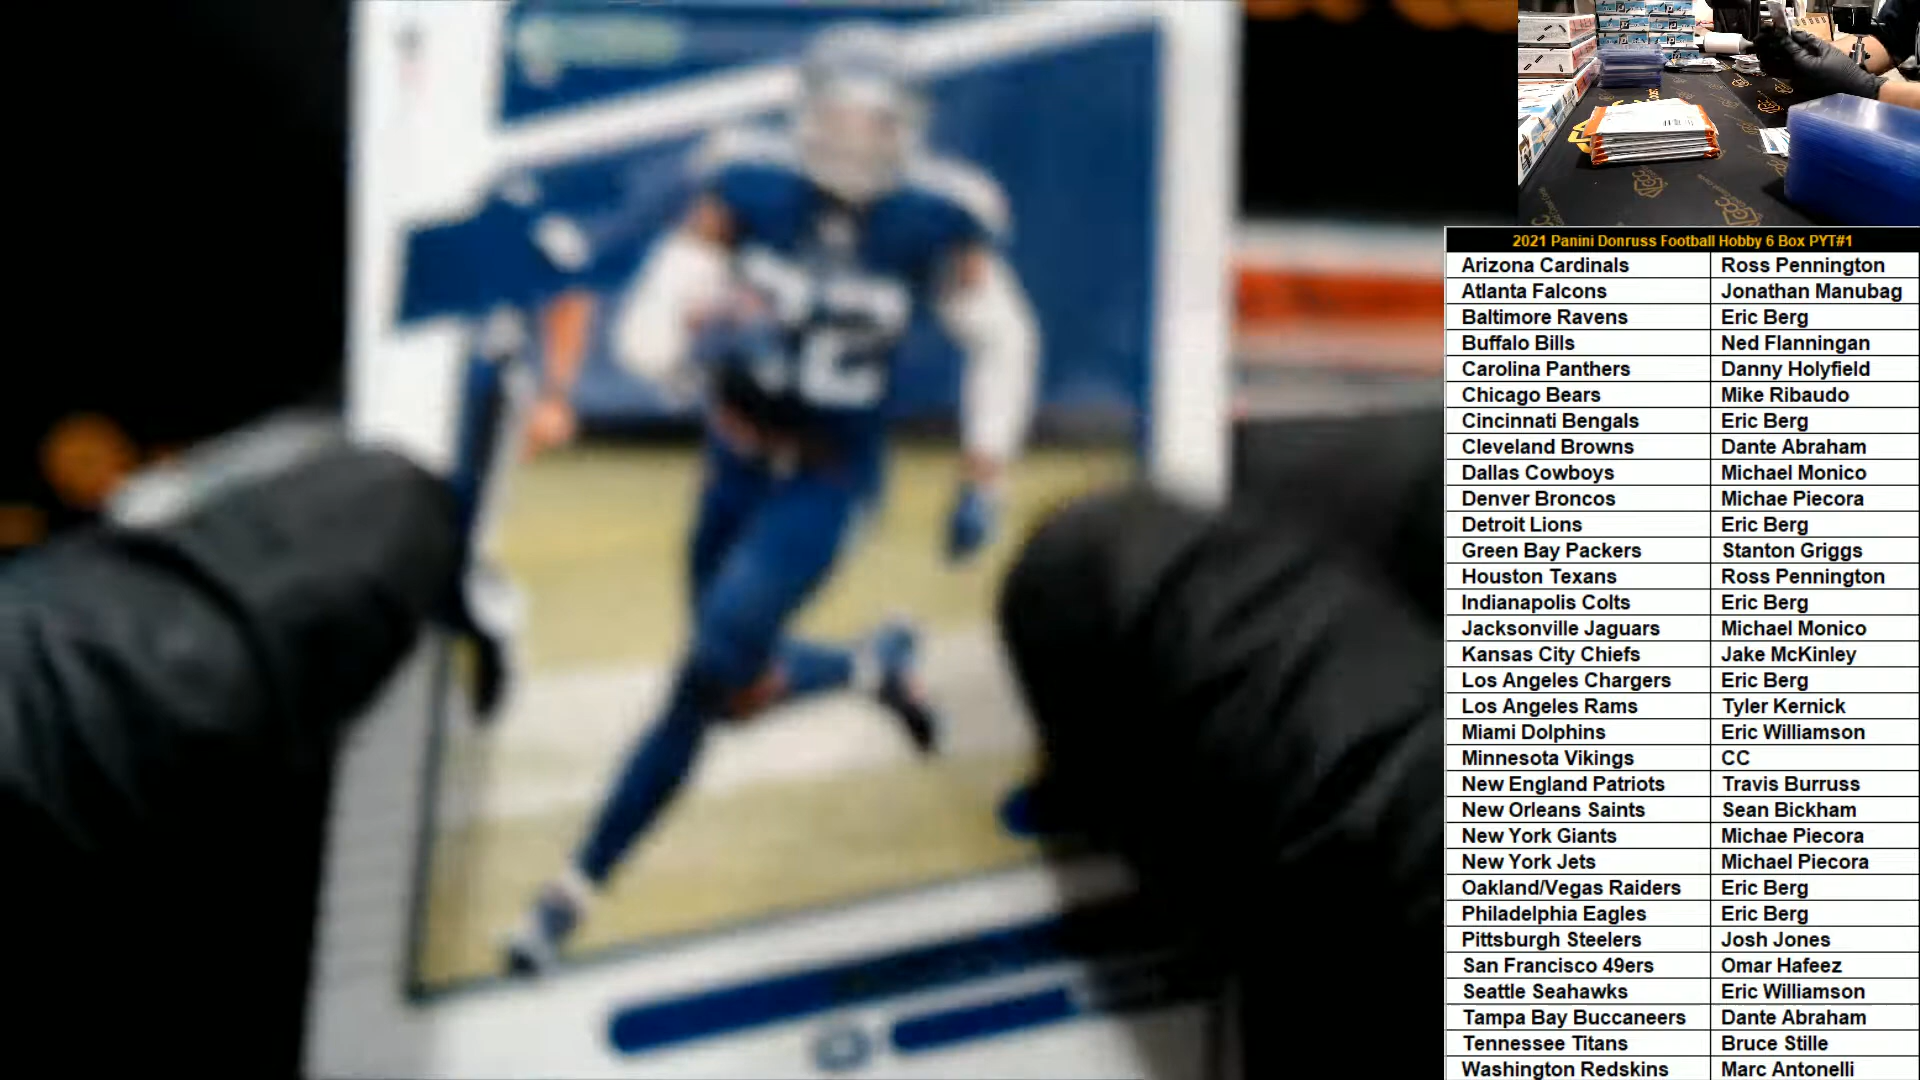 2021 Panini Donruss Football Hobby 6 Box PYT#1
Arizona Cardinals Ross Pennington
Atlanta Falcons Jonathan Manubag
Baltimore Ravens Eric Berg
Buffalo Bills Ned Flanningan
Carolina Panthers Danny Holyfield
Chicago Bears Mike Ribaudo
Cincinnati Bengals Eric Berg
Cleveland Browns Dante Abraham
Dallas Cowboys Michael Monico
Denver Broncos Michae Piecora
Detroit Lions Eric Berg
Green Bay Packers Stanton Griggs
Houston Texans Ross Pennington
Indianapolis Colts Eric Berg
Jacksonville Jaguars Michael Monico
Kansas City Chiefs Jake McKinley
Los Angeles Chargers Eric Berg
Los Angeles Rams Tyler Kernick
Miami Dolphins Eric Williamson
Minnesota Vikings CC
New England Patriots Travis Burruss
New Orleans Saints Sean Bickham
New York Giants Michae Piecora
New York Jets Michael Piecora
Oakland/Vegas Raiders Eric Berg
Philadelphia Eagles Eric Berg
Pittsburgh Steelers Josh Jones
San Francisco 49ers Omar Hafeez
Seattle Seahawks Eric Williamson
Tampa Bay Buccaneers Dante Abraham
Tennessee Titans Bruce Stille
Washington Redskins Marc Antonelli